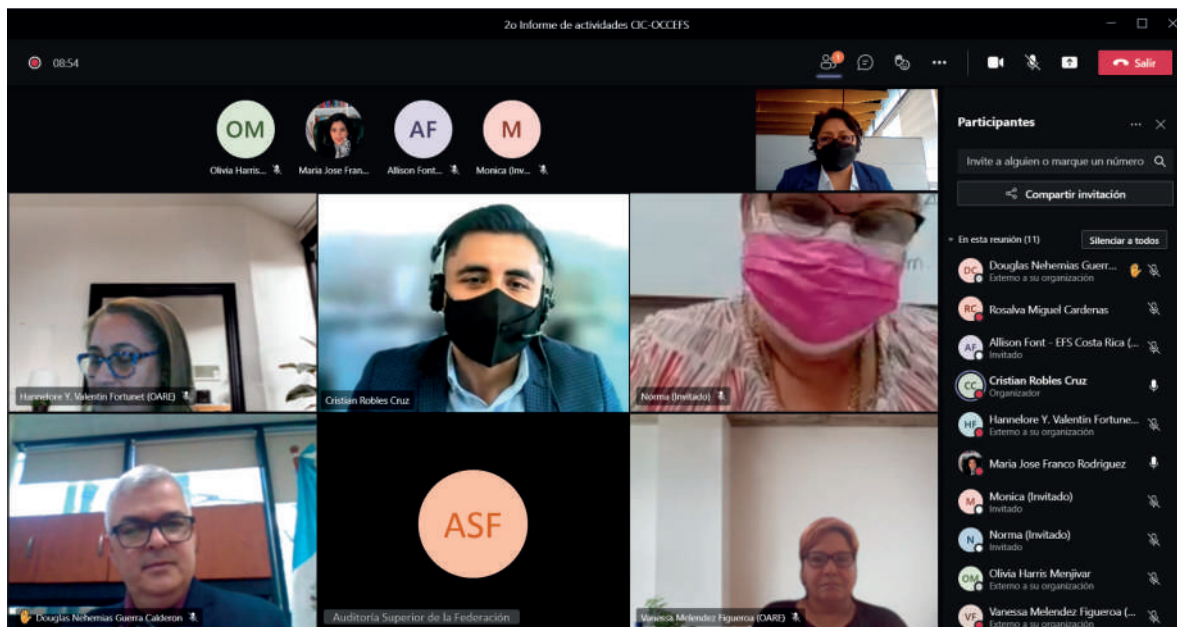 2o Informe de actividades CIC-OCCEFS
08:54
1
Salir
OM
AF
M
Olivia Harris...
Maria Jose Fran...
Allison Font...
Monica (Inv...
Hannelore Y. Valentin Fortunet (OARE)
Cristian Robles Cruz
Norma (Invitado)
Douglas Nehemias Guerra Calderon
ASF
Auditoría Superior de la Federación
Vanessa Melendez Figueroa (OARE)
Participantes
Invite a alguien o marque un número
Compartir invitación
En esta reunión (11)
Silenciar a todos
DC
Douglas Nehemias Guerr...
Externo a su organización
RC
Rosalva Miguel Cardenas
AF
Allison Font - EFS Costa Rica (...
Invitado
CC
Cristian Robles Cruz
Organizador
HF
Hannelore Y. Valentin Fortune...
Externo a su organización
Maria Jose Franco Rodriguez
M
Monica (Invitado)
Invitado
N
Norma (Invitado)
Invitado
OM
Olivia Harris Menjivar
Externo a su organización
VF
Vanessa Melendez Figueroa (...
Externo a su organización